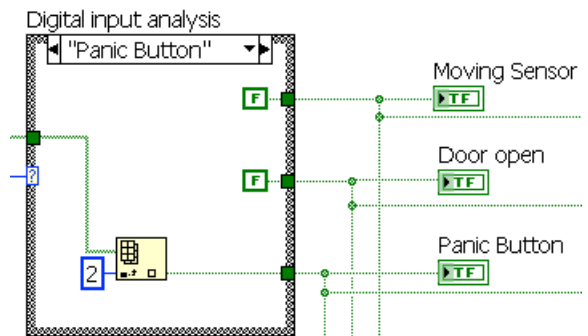 Digital input analysis
"Panic Button"
F
Moving Sensor
TF
F
Door open
TF
?
2
Panic Button
TF